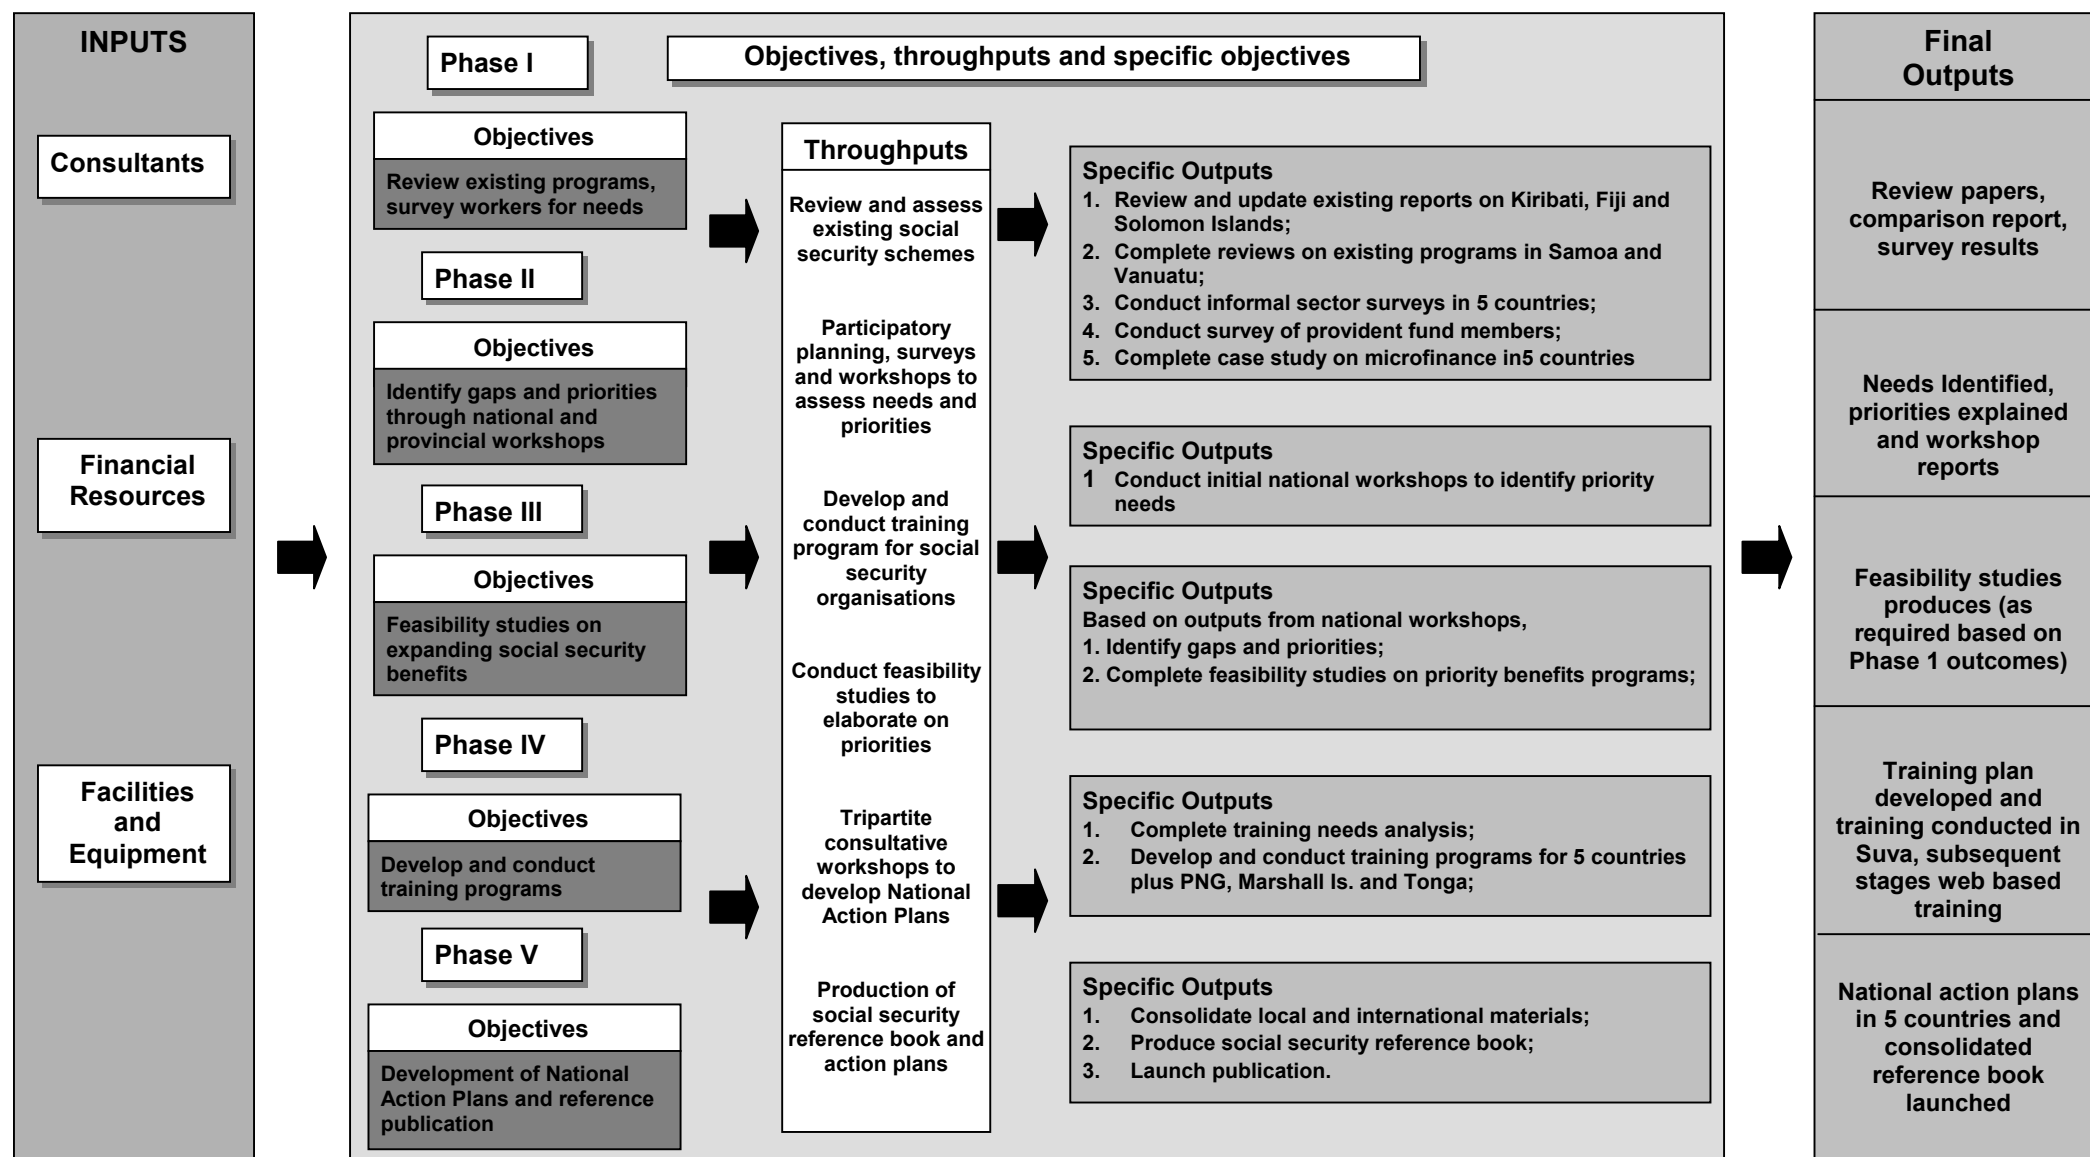 INPUTS
Consultants
Financial
Resources
Facilities
and
Equipment
Phase I
Objectives, throughputs and specific objectives
Objectives
Review existing programs,
survey workers for needs
Phase II
Objectives
Identify gaps and priorities
through national and
provincial workshops
Phase III
Objectives
Feasibility studies on
expanding social security
benefits
Phase IV
Objectives
Develop and conduct
training programs
Phase V
Objectives
Development of National
Action Plans and reference
publication
Throughputs
Review and assess
existing social
security schemes
Participatory
planning, surveys
and workshops to
assess needs and
priorities
Develop and
conduct training
program for social
security
organisations
Conduct feasibility
studies to
elaborate on
priorities
Tripartite
consultative
workshops to
develop National
Action Plans
Production of
social security
reference book and
action plans
Specific Outputs
1. Review and update existing reports on Kiribati, Fiji and
Solomon Islands;
2. Complete reviews on existing programs in Samoa and
Vanuatu;
3. Conduct informal sector surveys in 5 countries;
4. Conduct survey of provident fund members;
5. Complete case study on microfinance in5 countries
Specific Outputs
1 Conduct initial national workshops to identify priority
needs
Specific Outputs
Based on outputs from national workshops,
1. Identify gaps and priorities;
2. Complete feasibility studies on priority benefits programs;
Specific Outputs
1. Complete training needs analysis;
2. Develop and conduct training programs for 5 countries
plus PNG, Marshall Is. and Tonga;
Specific Outputs
1. Consolidate local and international materials;
2. Produce social security reference book;
3. Launch publication.
Final
Outputs
Review papers,
comparison report,
survey results
Needs Identified,
priorities explained
and workshop
reports
Feasibility studies
produces (as
required based on
Phase 1 outcomes)
Training plan
developed and
training conducted in
Suva, subsequent
stages web based
training
National action plans
in 5 countries and
consolidated
reference book
launched